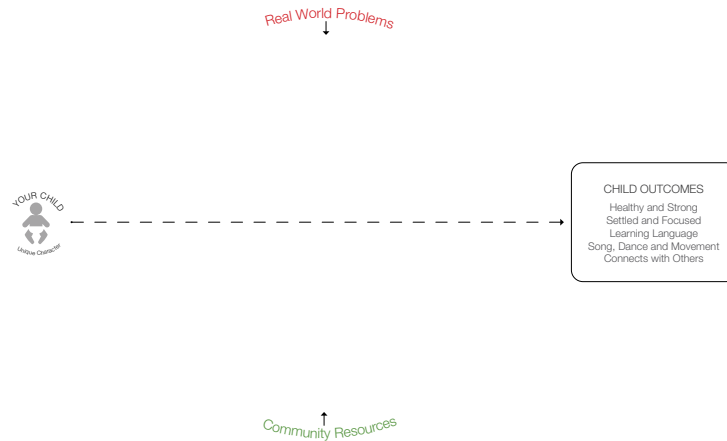 Real World Problems
YOUR CHILD
Unique Character
CHILD OUTCOMES
Healthy and Strong
Settled and Focused
Learning Language
Song, Dance and Movement
Connects with Others
Community Resources